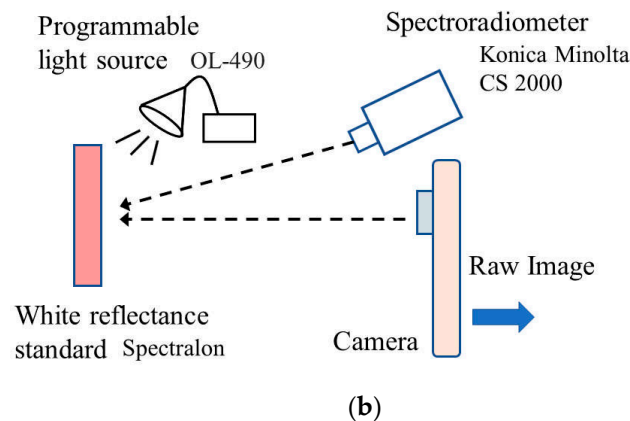 Programmable
light source OL-490
Spectroradiometer
Konica Minolta
CS 2000
Raw Image
White reflectance
standard Spectralon
Camera
(b)